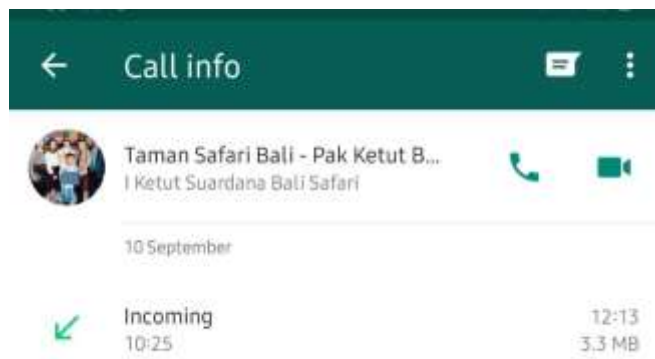 Call info
Taman Safari Bali - Pak Ketut B...
I Ketut Suardana Bali Safari
10 September
Incoming 12:13
10:25 3.3 MB